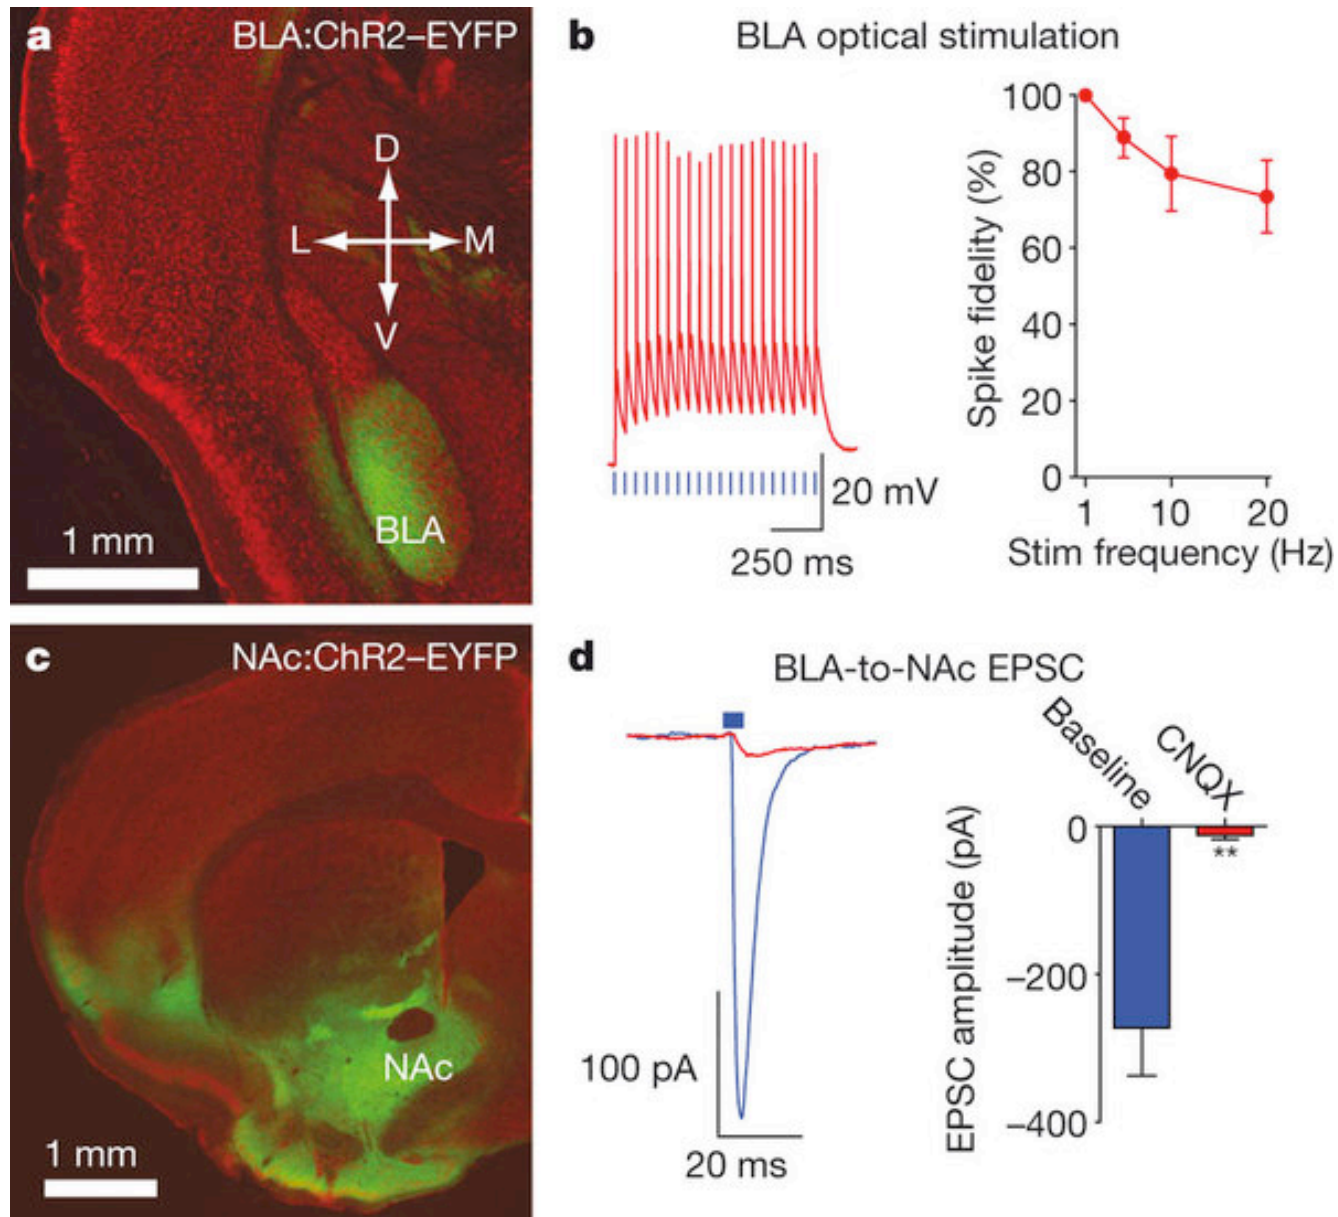 a
BLA:ChR2–EYFP
D
L
M
V
BLA
1 mm
b
BLA optical stimulation
20 mV
250 ms
Spike fidelity (%)
100
80
60
40
20
0
1
10
20
Stim frequency (Hz)
c
NAc:ChR2–EYFP
NAc
1 mm
d
BLA-to-NAc EPSC
100 pA
20 ms
Baseline
CNQX
EPSC amplitude (pA)
0
–200
–400
**